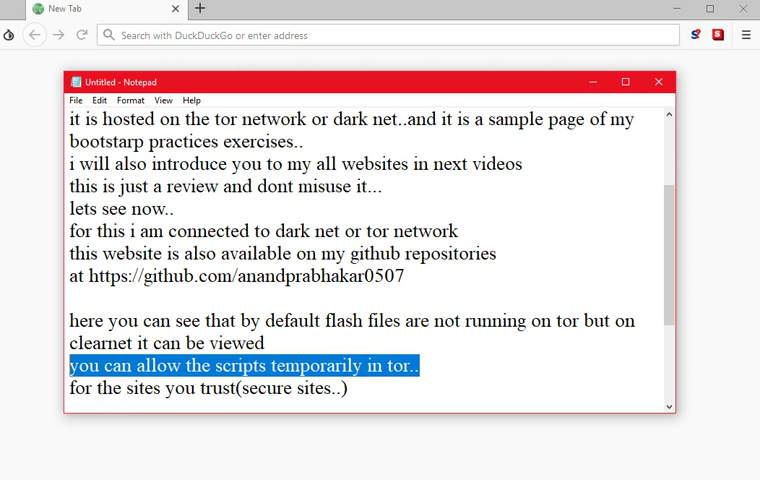 New Tab
Search with DuckDuckGo or enter address
Untitled - Notepad
File Edit Format View Help
it is hosted on the tor network or dark net..and it is a sample page of my
bootstarp practices exercises..
i will also introduce you to my all websites in next videos
this is just a review and dont misuse it...
lets see now..
for this i am connected to dark net or tor network
this website is also available on my github repositories
at https://github.com/anandprabhakar0507
here you can see that by default flash files are not running on tor but on
clearnet it can be viewed
you can allow the scripts temporarily in tor..
for the sites you trust(secure sites..)